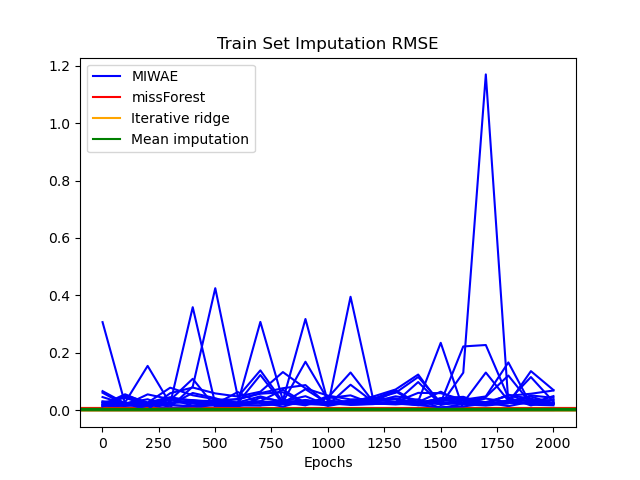 Train Set Imputation RMSE
MIWAE
missForest
Iterative ridge
Mean imputation
1.2
1.0
0.8
0.6
0.4
0.2
0.0
0 250 500 750 1000 1250 1500 1750 2000
Epochs